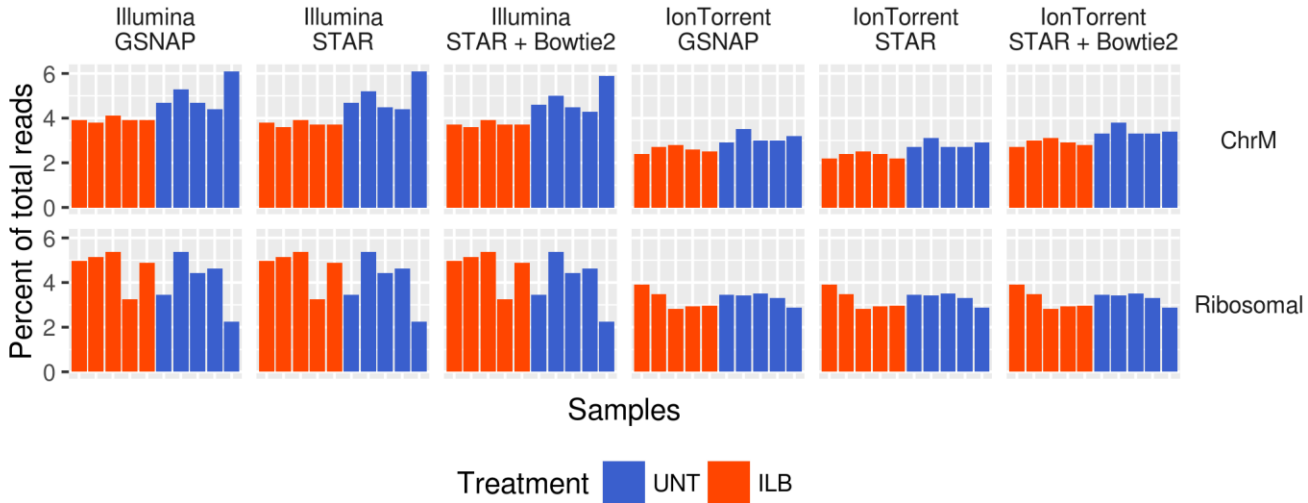 Illumina GSNAP
Illumina STAR
Illumina STAR + Bowtie2
IonTorrent GSNAP
IonTorrent STAR
IonTorrent STAR + Bowtie2
Percent of total reads
6
4
2
0
ChrM
6
4
2
0
Ribosomal
Samples
Treatment UNT ILB